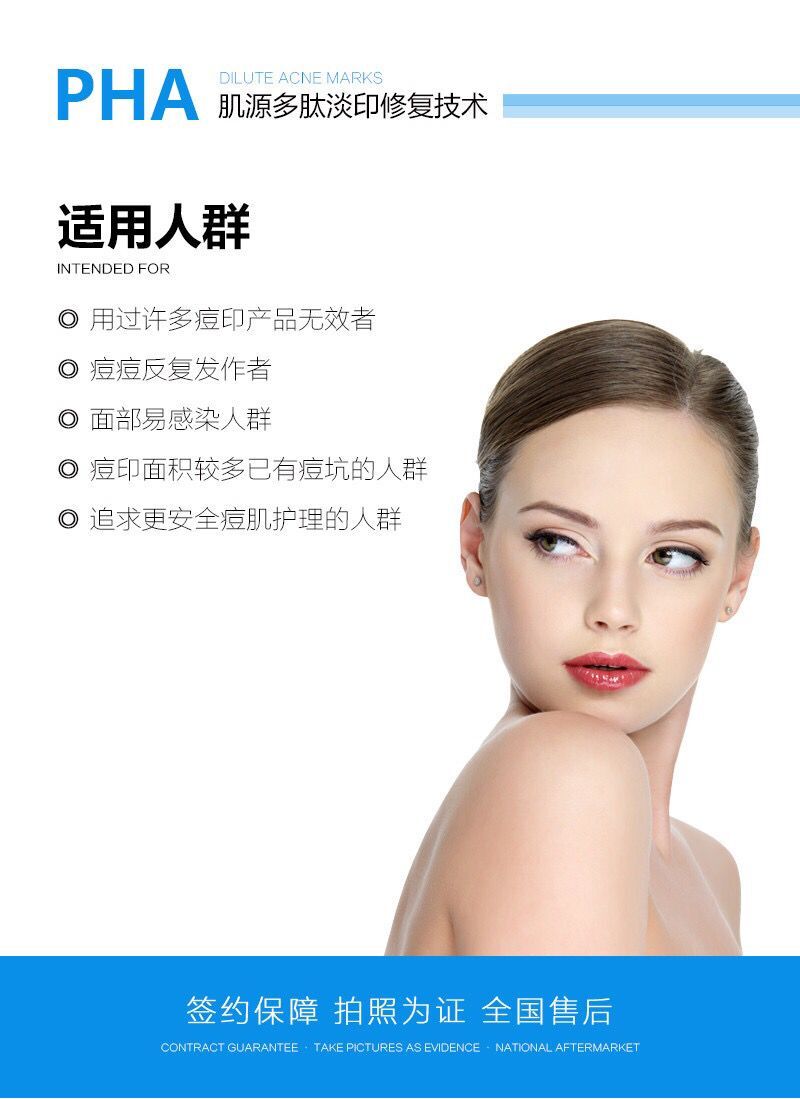 PHA
DILUTE ACNE MARKS
肌源多肽淡印修复技术
适用人群
INTENDED FOR
◎ 用过许多痘印产品无效者
◎ 痘痘反复发作者
◎ 面部易感染人群
◎ 痘印面积较多已有痘坑的人群
◎ 追求更安全痘肌护理的人群
签约保障 拍照为证 全国售后
CONTRACT GUARANTEE · TAKE PICTURES AS EVIDENCE · NATIONAL AFTERMARKET